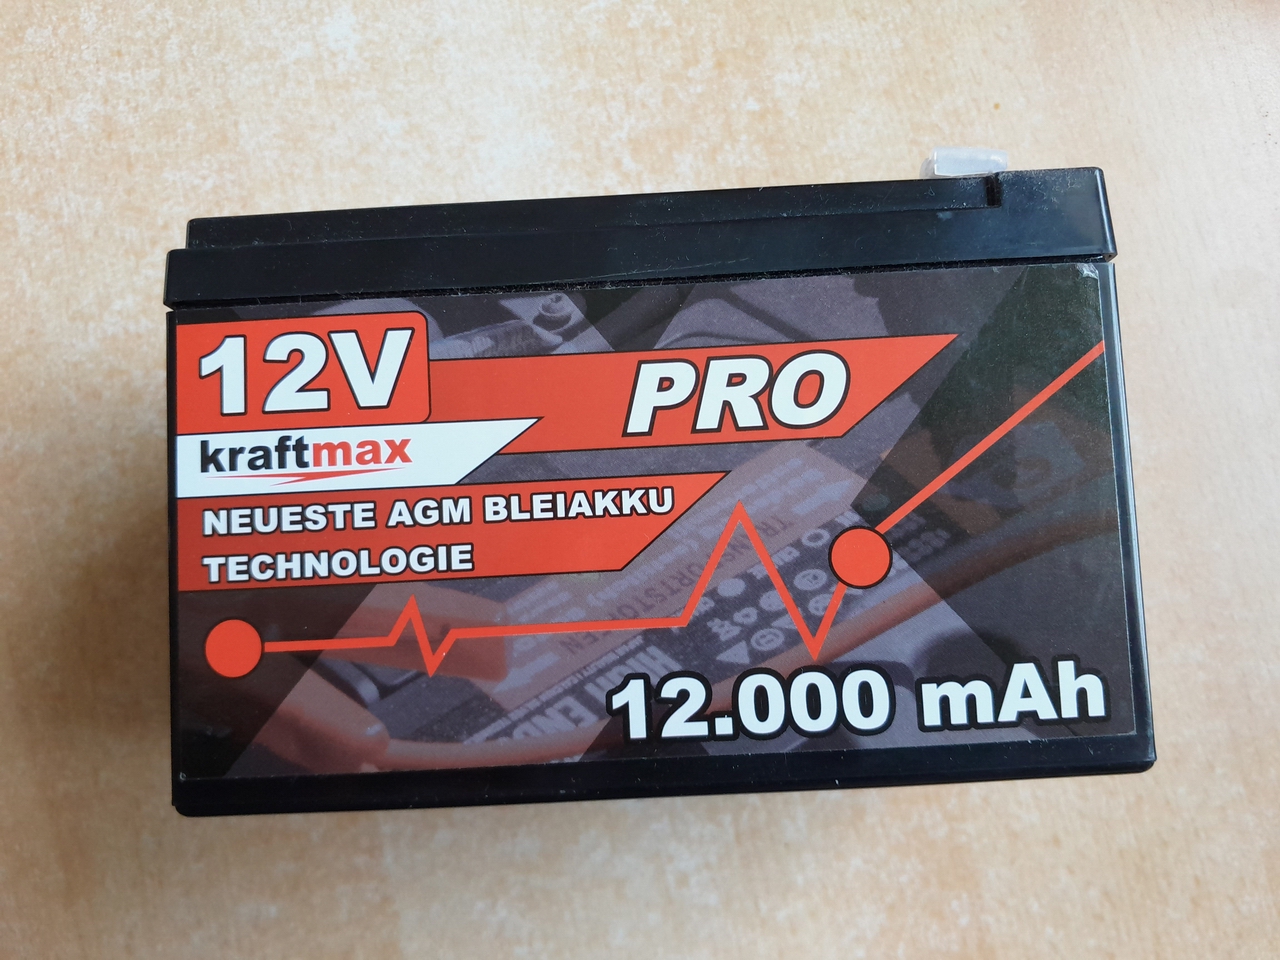 12V
PRO
kraftmax
NEUESTE AGM BLEIAKKU
TECHNOLOGIE
12.000 mAh